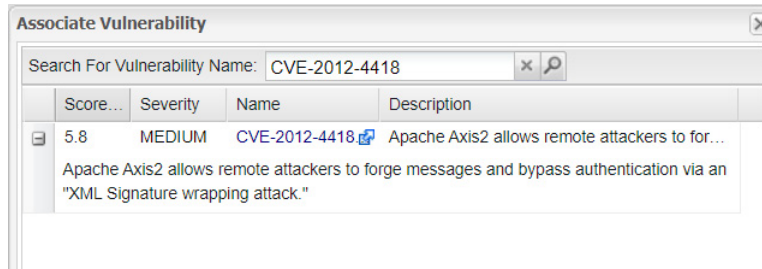 Associate Vulnerability
Search For Vulnerability Name: CVE-2012-4418
Score... Severity Name Description
5.8 MEDIUM CVE-2012-4418 Apache Axis2 allows remote attackers to for...
Apache Axis2 allows remote attackers to forge messages and bypass authentication via an
"XML Signature wrapping attack."